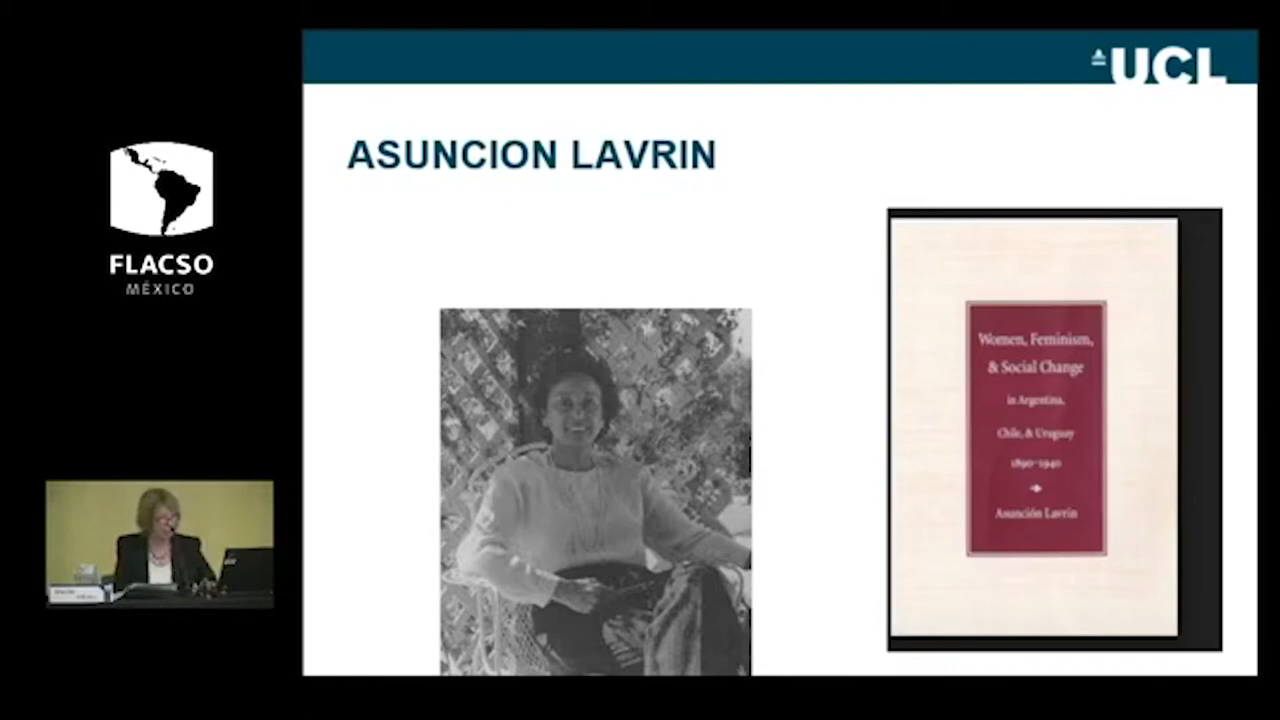 UCL
ASUNCION LAVRIN
FLACSO
MÉXICO
Women, Feminism,
& Social Change
in Argentina,
Chile, & Uruguay
1890-1940
Asunción Lavrin